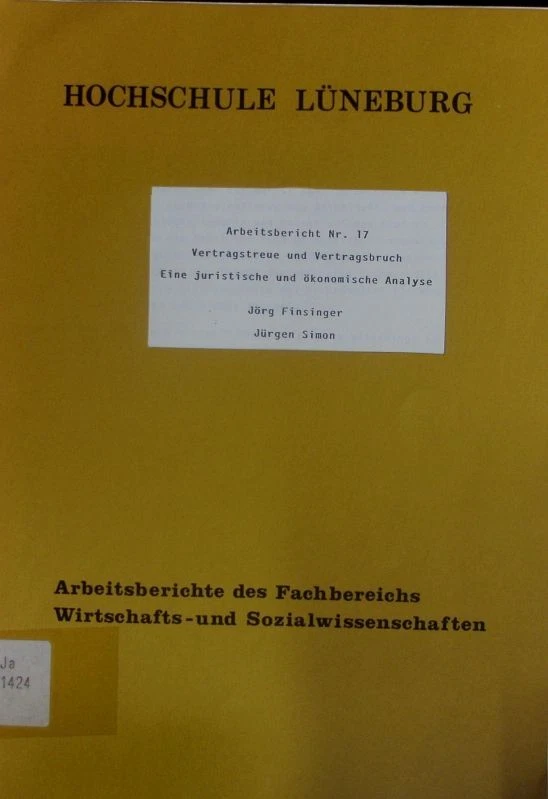 HOCHSCHULE LÜNEBURG
Arbeitsbericht Nr. 17
Vertragstreue und Vertragsbruch
Eine juristische und ökonomische Analyse
Jörg Finsinger
Jürgen Simon
Arbeitsberichte des Fachbereichs
Wirtschafts-und Sozialwissenschaften
Ja
1424